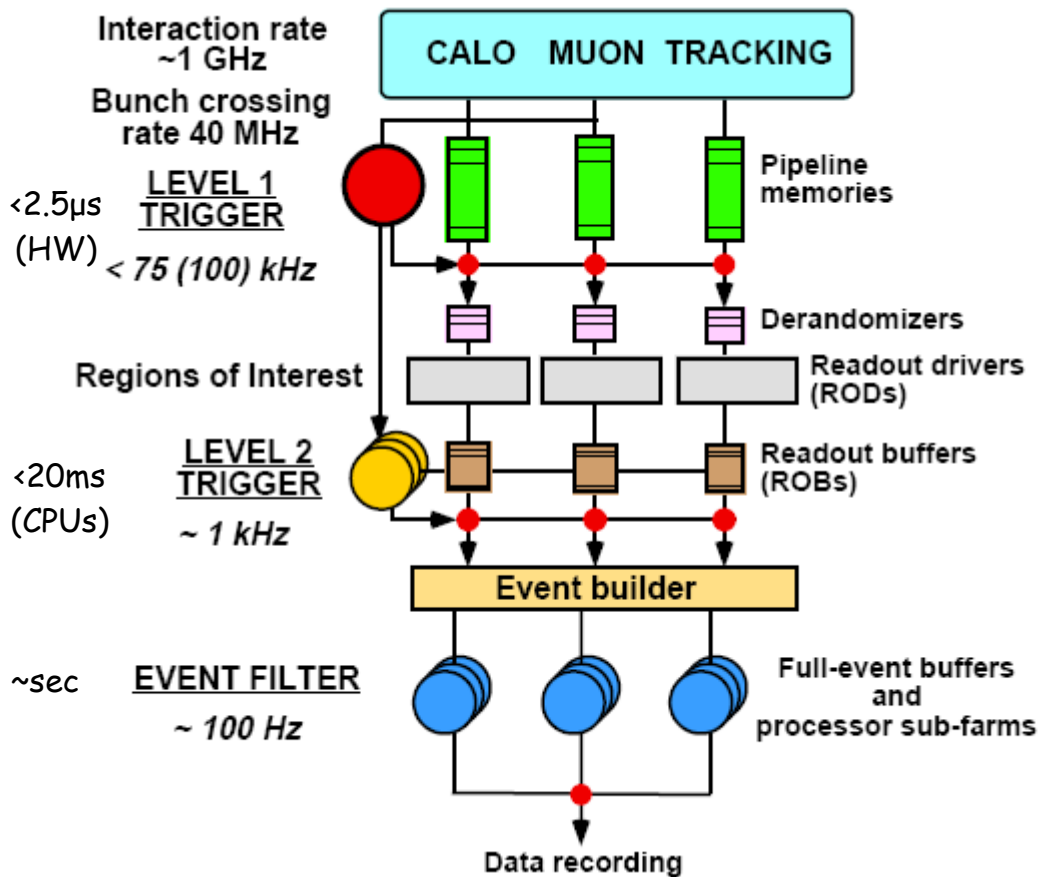 Interaction rate
~1 GHz
CALO MUON TRACKING
Bunch crossing
rate 40 MHz
Pipeline
memories
<2.5µs
(HW)
LEVEL 1
TRIGGER
< 75 (100) kHz
Derandomizers
Regions of Interest
Readout drivers
(RODs)
<20ms
(CPUs)
LEVEL 2
TRIGGER
~ 1 kHz
Readout buffers
(ROBs)
Event builder
~sec
EVENT FILTER
~ 100 Hz
Full-event buffers
and
processor sub-farms
Data recording